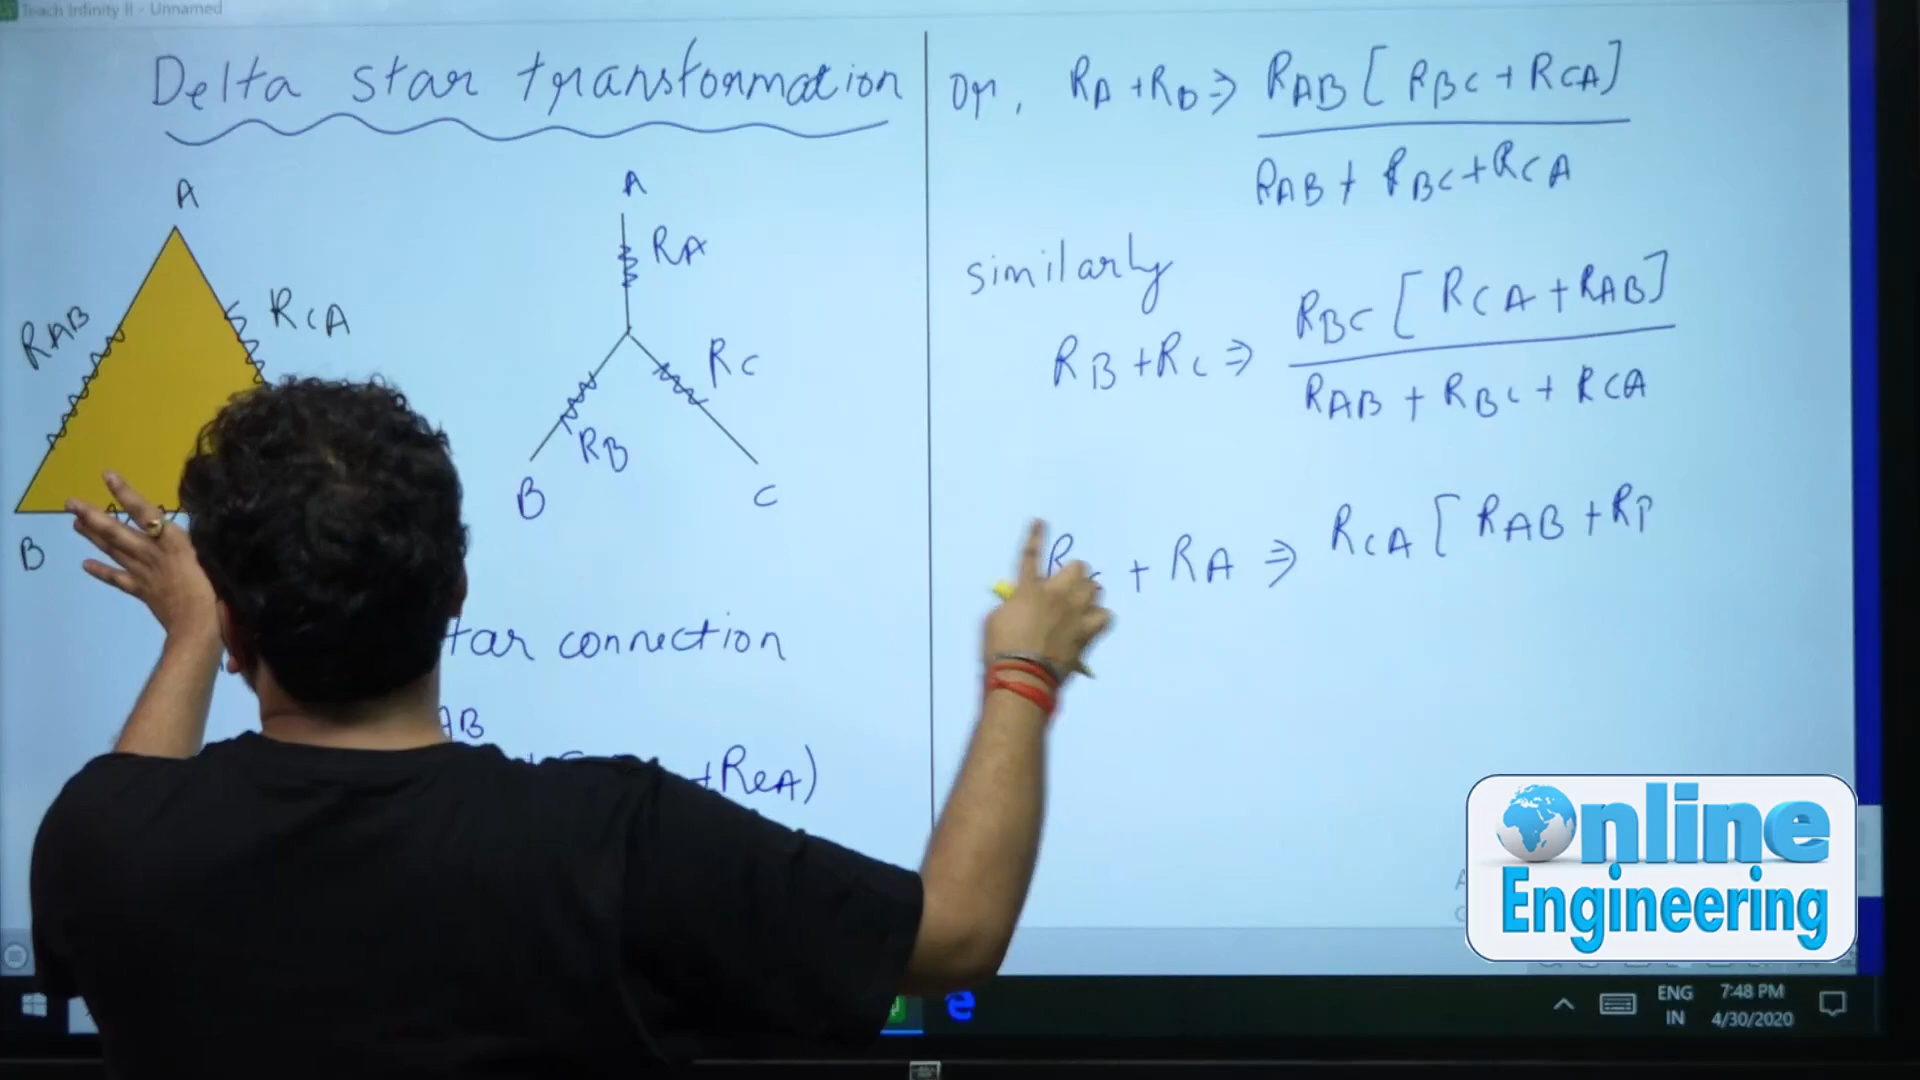 Teach Infinity II - Unnamed
Delta star transformation
A
RAB
RCA
B
A
RA
RC
RB
B
C
tar connection
AB
+RCA)
or, RA + RB ⇒ RAB [ RBC + RCA ]
RAB + RBC + RCA
similarly
RB + RC ⇒ RBC [ RCA + RAB ]
RAB + RBC + RCA
+ RA ⇒ RCA [ RAB + R
Online
Engineering
ENG
IN
7:48 PM
4/30/2020